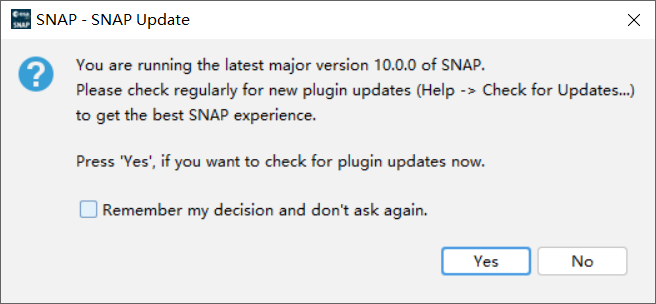 esa
SNAP
SNAP - SNAP Update
You are running the latest major version 10.0.0 of SNAP.
Please check regularly for new plugin updates (Help -> Check for Updates...)
to get the best SNAP experience.
Press 'Yes', if you want to check for plugin updates now.
Remember my decision and don't ask again.
Yes
No